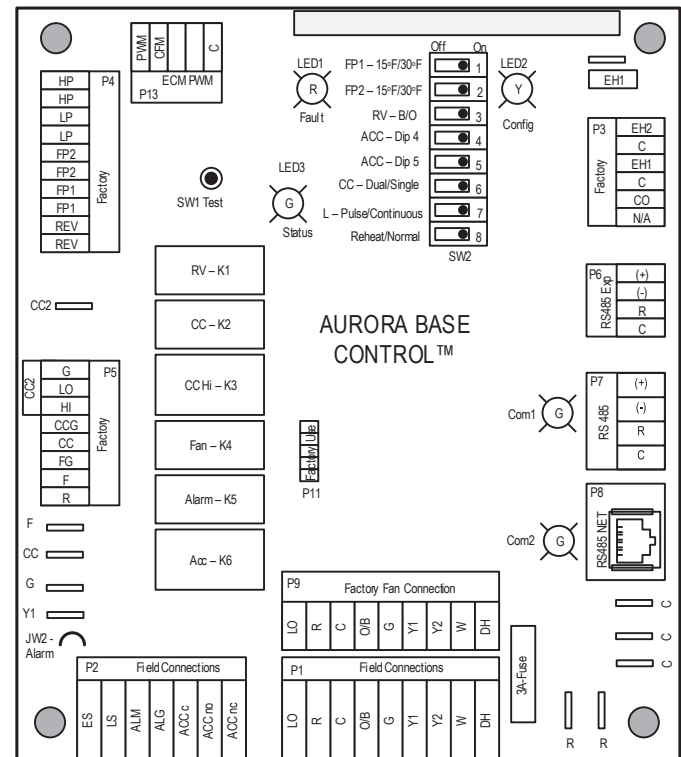 PWM
CFM
C
ECM PWM
P13
HP
HP
LP
LP
FP2
FP2
FP1
FP1
REV
REV
P4
Factory
SW1 Test
LED1
R
Fault
LED3
G
Status
Off On
FP1 – 15ºF/30ºF 1
FP2 – 15ºF/30ºF 2
RV – B/O 3
ACC – Dip 4 4
ACC – Dip 5 5
CC – Dual/Single 6
L – Pulse/Continuous 7
Reheat/Normal 8
SW2
LED2
Y
Config
EH1
P3
Factory
EH2
C
EH1
C
CO
N/A
CC2
RV – K1
CC – K2
CC Hi – K3
Fan – K4
Alarm – K5
Acc – K6
AURORA BASE
CONTROL™
P6
RS485 Exp
(+)
(-)
R
C
CC2
G
LO
HI
CCG
CC
FG
F
R
P5
Factory
Factory Use
P11
Com1 G
P7
RS 485
(+)
(-)
R
C
Com2 G
P8
RS485 NET
F
CC
G
Y1
JW2 -
Alarm
P9 Factory Fan Connection
LO R C O/B G Y1 Y2 W DH
P2 Field Connections
ES LS ALM ALG ACC c ACC no ACC nc
P1 Field Connections
LO R C O/B G Y1 Y2 W DH
3A-Fuse
C
C
C
R R